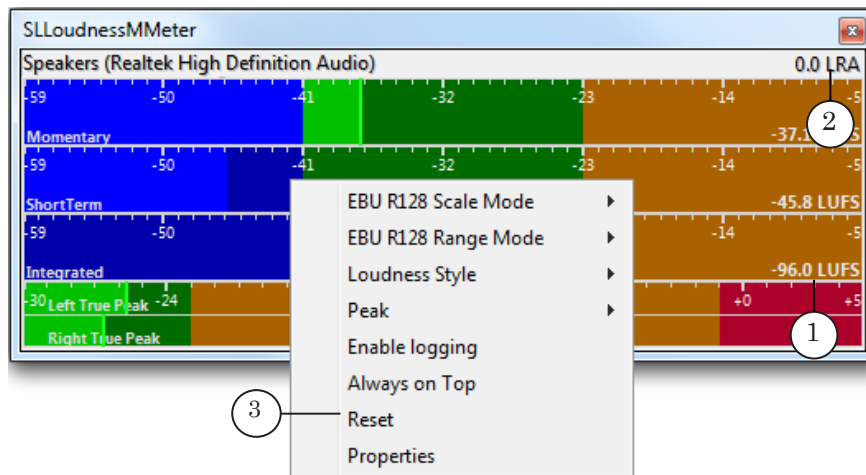 SLLoudnessMMeter
Speakers (Realtek High Definition Audio) 0.0 LRA
-59 -50 -41 -32 -23 -14 -5
2
Momentary -37.1
-59 -50 -41 -32 -23 -14 -5
ShortTerm -45.8 LUFS
-59 -50 -14 -5
Integrated -96.0 LUFS
-30 Left True Peak -24 +0 +5
Right True Peak
1
EBU R128 Scale Mode
EBU R128 Range Mode
Loudness Style
Peak
Enable logging
Always on Top
3
Reset
Properties